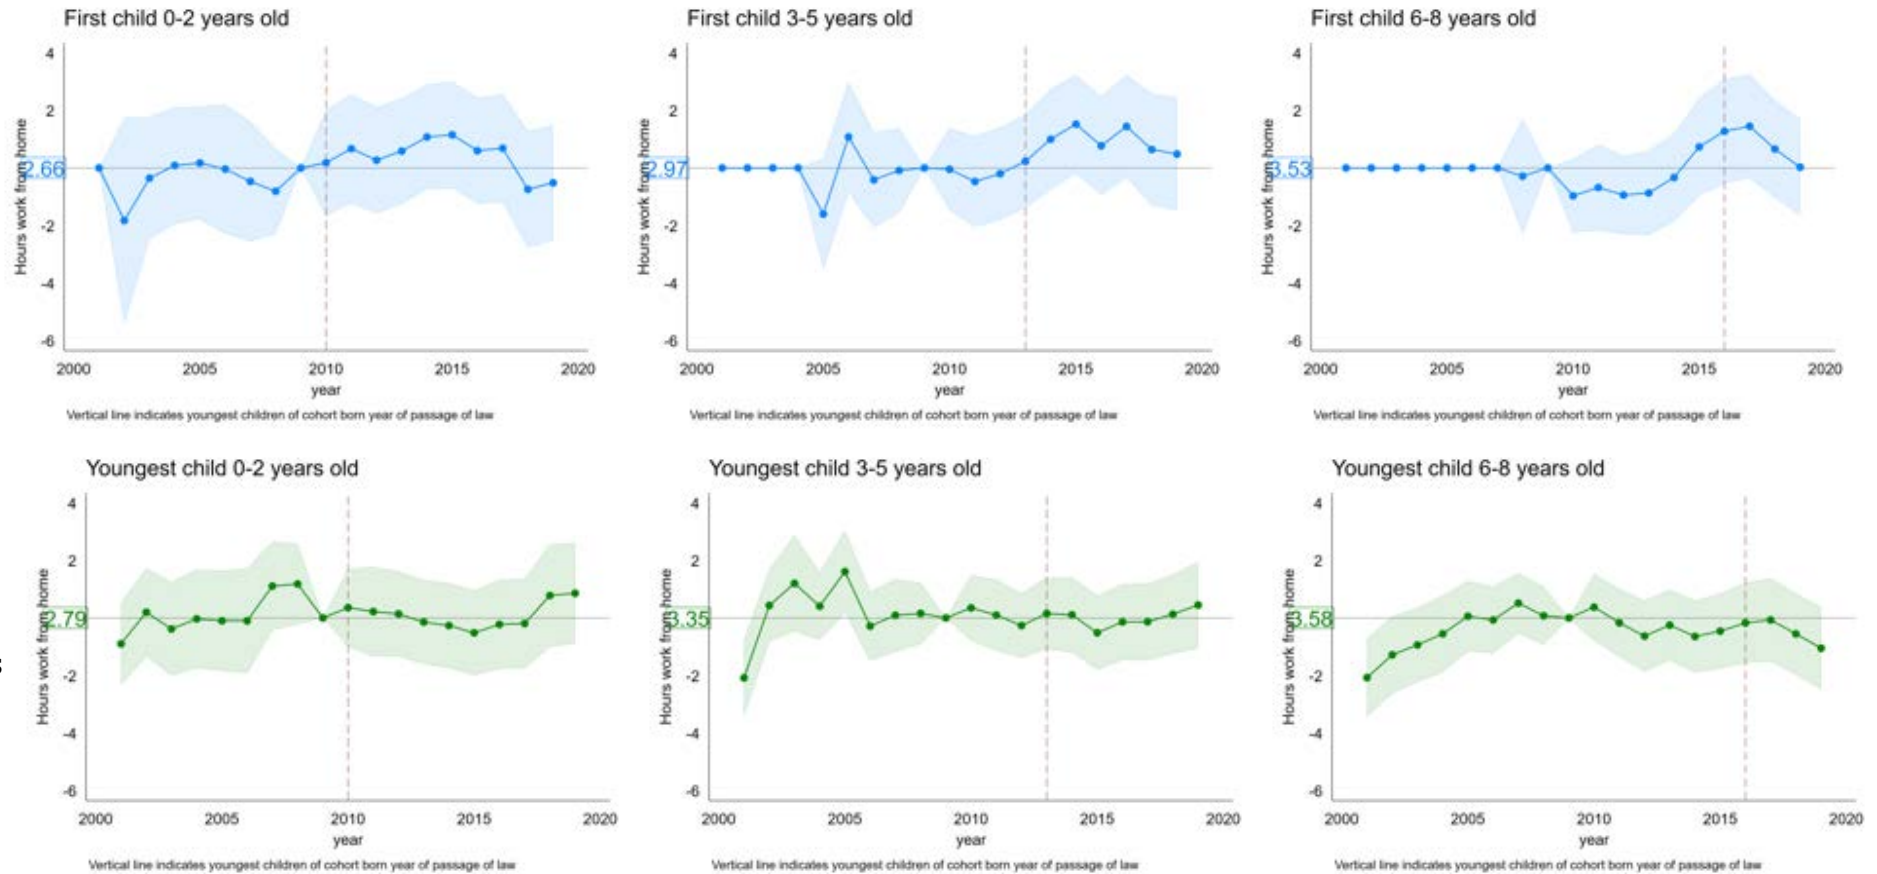 First child 0-2 years old
4
2
2.66
-2
-4
-6
Hours work from home
2000 2005 2010 2015 2020
year
Vertical line indicates youngest children of cohort born year of passage of law
First child 3-5 years old
4
2
2.97
-2
-4
-6
Hours work from home
2000 2005 2010 2015 2020
year
Vertical line indicates youngest children of cohort born year of passage of law
First child 6-8 years old
4
2
3.53
-2
-4
-6
Hours work from home
2000 2005 2010 2015 2020
year
Vertical line indicates youngest children of cohort born year of passage of law
Youngest child 0-2 years old
4
2
2.79
-2
-4
-6
Hours work from home
2000 2005 2010 2015 2020
year
Vertical line indicates youngest children of cohort born year of passage of law
Youngest child 3-5 years old
4
2
3.35
-2
-4
-6
Hours work from home
2000 2005 2010 2015 2020
year
Vertical line indicates youngest children of cohort born year of passage of law
Youngest child 6-8 years old
4
2
3.58
-2
-4
-6
Hours work from home
2000 2005 2010 2015 2020
year
Vertical line indicates youngest children of cohort born year of passage of law